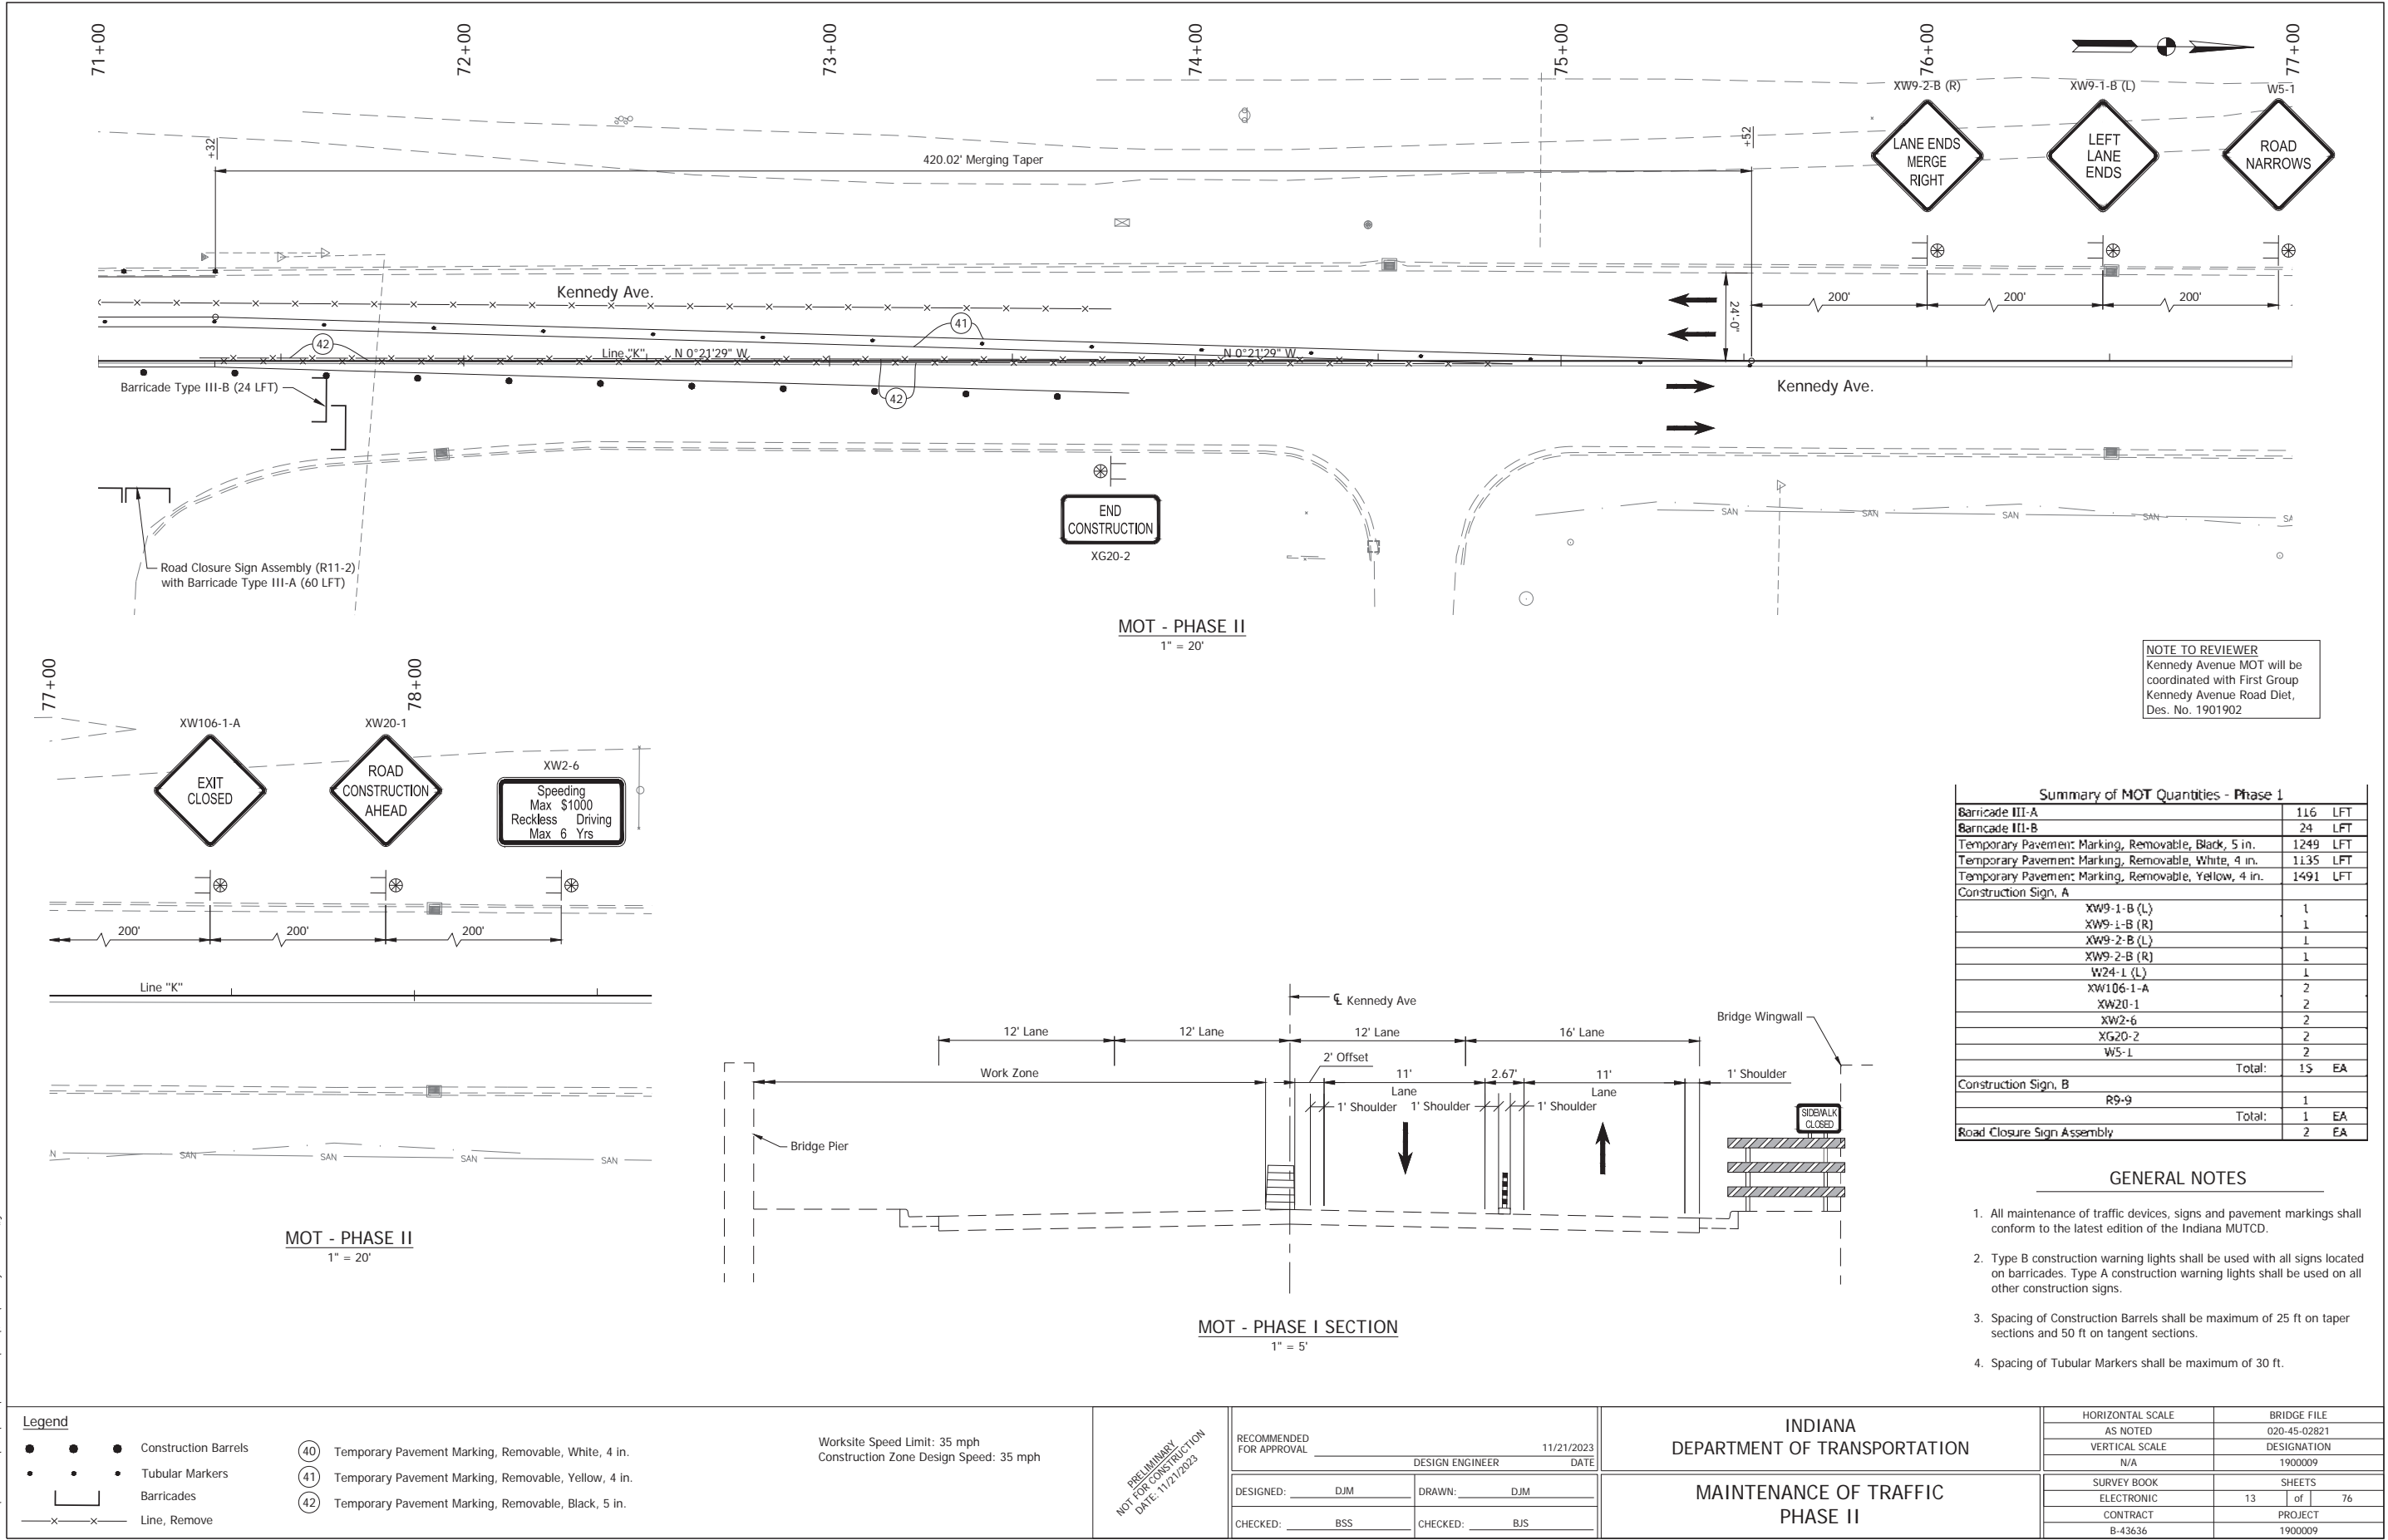 71+00
72+00
73+00
74+00
75+00
76+00
77+00
XW9-2-B (R)
XW9-1-B (L)
W5-1
LANE ENDS
MERGE
RIGHT
LEFT
LANE
ENDS
ROAD
NARROWS
+32
+52
420.02' Merging Taper
Kennedy Ave.
24'-0"
200'
200'
200'
41
42
Line "K"
N 0°21'29" W
N 0°21'29" W
Kennedy Ave.
Barricade Type III-B (24 LFT)
42
END
CONSTRUCTION
XG20-2
SAN
SAN
SAN
SAN
SA
Road Closure Sign Assembly (R11-2)
with Barricade Type III-A (60 LFT)
MOT - PHASE II
1" = 20'
NOTE TO REVIEWER
Kennedy Avenue MOT will be
coordinated with First Group
Kennedy Avenue Road Diet,
Des. No. 1901902
77+00
78+00
XW106-1-A
XW20-1
XW2-6
EXIT
CLOSED
ROAD
CONSTRUCTION
AHEAD
Speeding
Max $1000
Reckless Driving
Max 6 Yrs
200'
200'
200'
Line "K"
N
SAN
SAN
SAN
SAN
MOT - PHASE II
1" = 20'
℄ Kennedy Ave
12' Lane
12' Lane
12' Lane
16' Lane
Bridge Wingwall
2' Offset
Work Zone
11'
Lane
2.67'
11'
Lane
1' Shoulder
1' Shoulder
1' Shoulder
1' Shoulder
Bridge Pier
SIDEWALK
CLOSED
MOT - PHASE I SECTION
1" = 5'
Summary of MOT Quantities - Phase 1
Barricade III-A 116 LFT
Barricade III-B 24 LFT
Temporary Pavement Marking, Removable, Black, 5 in. 1249 LFT
Temporary Pavement Marking, Removable, White, 4 in. 1135 LFT
Temporary Pavement Marking, Removable, Yellow, 4 in. 1491 LFT
Construction Sign, A
XW9-1-B (L) 1
XW9-1-B (R) 1
XW9-2-B (L) 1
XW9-2-B (R) 1
W24-1 (L) 1
XW106-1-A 2
XW20-1 2
XW2-6 2
XG20-2 2
W5-1 2
Total: 15 EA
Construction Sign, B
R9-9 1
Total: 1 EA
Road Closure Sign Assembly 2 EA
GENERAL NOTES
1. All maintenance of traffic devices, signs and pavement markings shall
conform to the latest edition of the Indiana MUTCD.
2. Type B construction warning lights shall be used with all signs located
on barricades. Type A construction warning lights shall be used on all
other construction signs.
3. Spacing of Construction Barrels shall be maximum of 25 ft on taper
sections and 50 ft on tangent sections.
4. Spacing of Tubular Markers shall be maximum of 30 ft.
Legend
Construction Barrels
Tubular Markers
Barricades
Line, Remove
40 Temporary Pavement Marking, Removable, White, 4 in.
41 Temporary Pavement Marking, Removable, Yellow, 4 in.
42 Temporary Pavement Marking, Removable, Black, 5 in.
Worksite Speed Limit: 35 mph
Construction Zone Design Speed: 35 mph
PRELIMINARY
NOT FOR CONSTRUCTION
DATE: 11/21/2023
RECOMMENDED
FOR APPROVAL 11/21/2023
DESIGN ENGINEER DATE
DESIGNED: DJM DRAWN: DJM
CHECKED: BSS CHECKED: BJS
INDIANA
DEPARTMENT OF TRANSPORTATION
MAINTENANCE OF TRAFFIC
PHASE II
HORIZONTAL SCALE BRIDGE FILE
AS NOTED 020-45-02821
VERTICAL SCALE DESIGNATION
N/A 1900009
SURVEY BOOK SHEETS
ELECTRONIC 13 of 76
CONTRACT PROJECT
B-43636 1900009